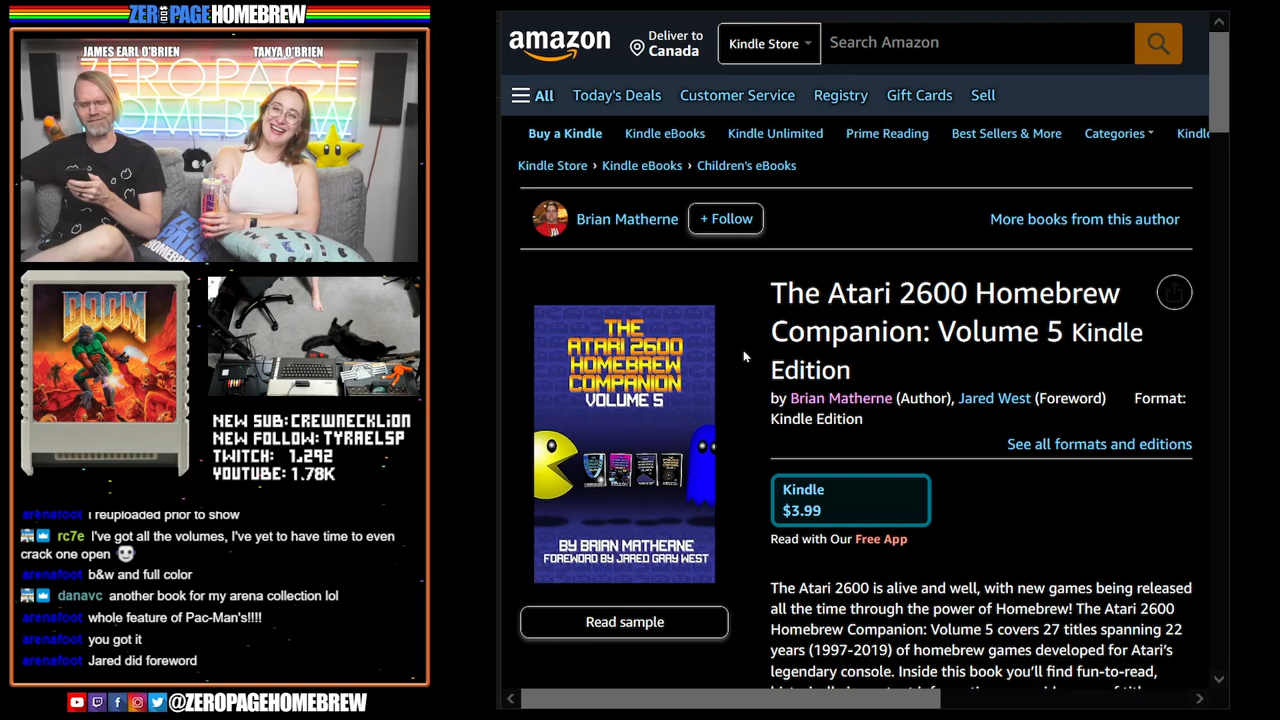 ZEROPAGE HOMEBREW
JAMES EARL O'BRIEN
TANYA O'BRIEN
ZEROPAGE
HOMEBREW
DOOM
NEW SUB: CREWNECKLION
NEW FOLLOW: TYRAELSP
TWITCH: 1,292
YOUTUBE: 1.78K
arenafoot I reuploaded prior to show
rc7e I've got all the volumes, I've yet to have time to even
crack one open
arenafoot b&w and full color
danavc another book for my arena collection lol
arenafoot whole feature of Pac-Man's!!!!
arenafoot you got it
arenafoot Jared did foreword
@ZEROPAGEHOMEBREW
amazon
Deliver to
Canada
Kindle Store
Search Amazon
All Today's Deals Customer Service Registry Gift Cards Sell
Buy a Kindle Kindle eBooks Kindle Unlimited Prime Reading Best Sellers & More Categories Kindle
Kindle Store › Kindle eBooks › Children's eBooks
Brian Matherne + Follow More books from this author
THE
ATARI 2600
HOMEBREW
COMPANION
VOLUME 5
BY BRIAN MATHERNE
FOREWORD BY JARED GRAY WEST
Read sample
The Atari 2600 Homebrew
Companion: Volume 5 Kindle
Edition
by Brian Matherne (Author), Jared West (Foreword) Format:
Kindle Edition
See all formats and editions
Kindle
$3.99
Read with Our Free App
The Atari 2600 is alive and well, with new games being released
all the time through the power of Homebrew! The Atari 2600
Homebrew Companion: Volume 5 covers 27 titles spanning 22
years (1997-2019) of homebrew games developed for Atari's
legendary console. Inside this book you'll find fun-to-read,